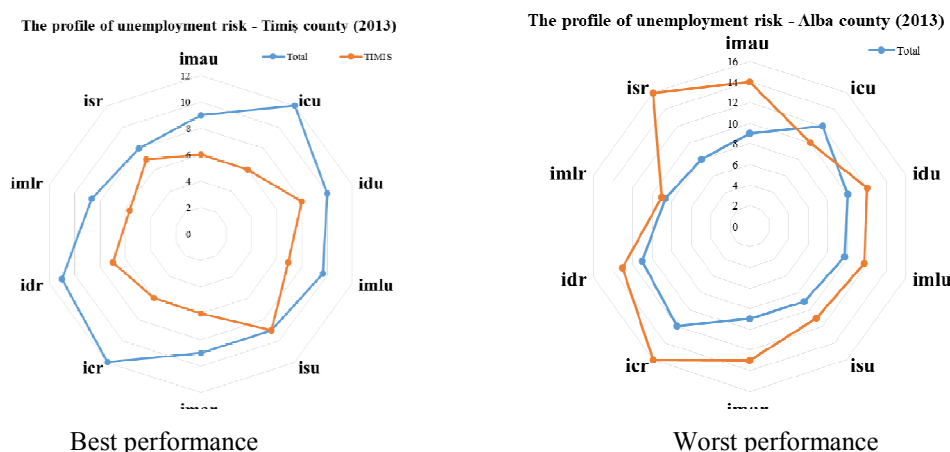 The profile of unemployment risk - Timiș county (2013)
Total TIMIS
imau
icu
idu
imlu
isu
icr
idr
imlr
isr
12
10
8
6
4
2
0
Best performance
The profile of unemployment risk - Alba county (2013)
Total
imau
icu
idu
imlu
isu
icr
idr
imlr
isr
16
14
12
10
8
6
4
2
0
Worst performance